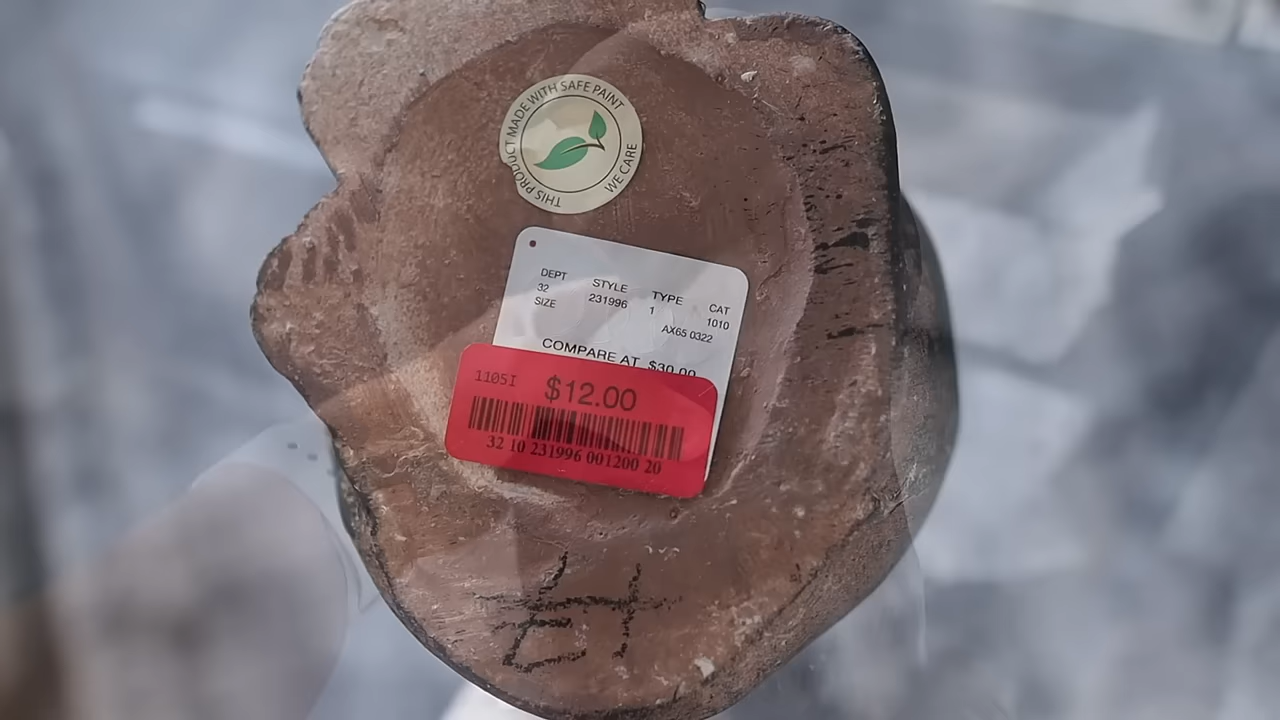 THIS PRODUCT MADE WITH SAFE PAINT
WE CARE
DEPT STYLE TYPE CAT
32 231996 1 1010
SIZE AX65 0322
COMPARE AT $30.00
1105I $12.00
32 10 231996 001200 20